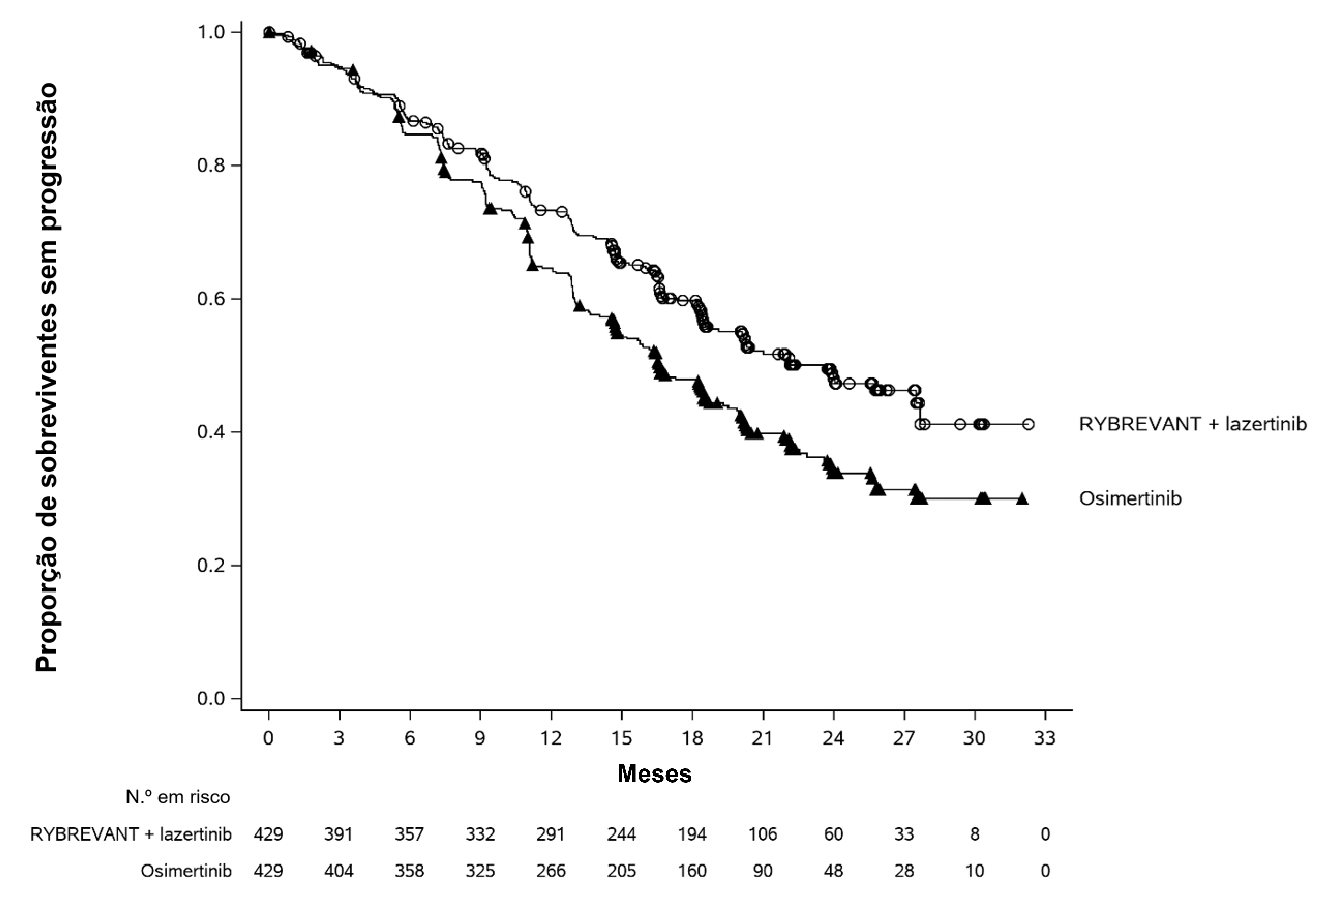 Proporção de sobreviventes sem progressão
1.0
0.8
0.6
0.4
0.2
0.0
RYBREVANT + lazertinib
Osimertinib
0 3 6 9 12 15 18 21 24 27 30 33
Meses
N.º em risco
RYBREVANT + lazertinib 429 391 357 332 291 244 194 106 60 33 8 0
Osimertinib 429 404 358 325 266 205 160 90 48 28 10 0